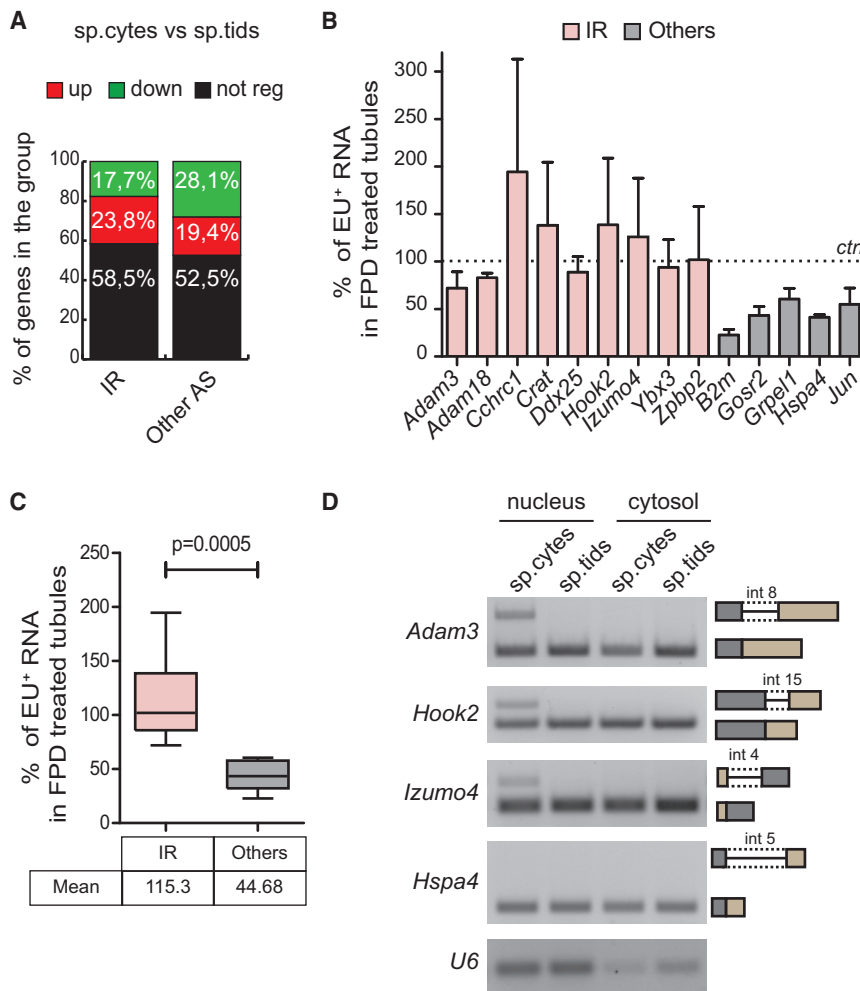 A
sp.cytes vs sp.tids
up down not reg
% of genes in the group
100
80
60
40
20
0
17,7%
23,8%
58,5%
28,1%
19,4%
52,5%
IR
Other AS
B
IR Others
% of EU+ RNA
in FPD treated tubules
300
250
200
150
100
50
0
ctrl
Adam3
Adam18
Cchrc1
Crat
Ddx25
Hook2
Izumo4
Ybx3
Zpbp2
B2m
Gosr2
Grpel1
Hspa4
Jun
C
p=0.0005
% of EU+ RNA
in FPD treated tubules
250
200
150
100
50
0
IR Others
Mean 115.3 44.68
D
nucleus cytosol
sp.cytes sp.tids sp.cytes sp.tids
Adam3
int 8
Hook2
int 15
Izumo4
int 4
Hspa4
int 5
U6